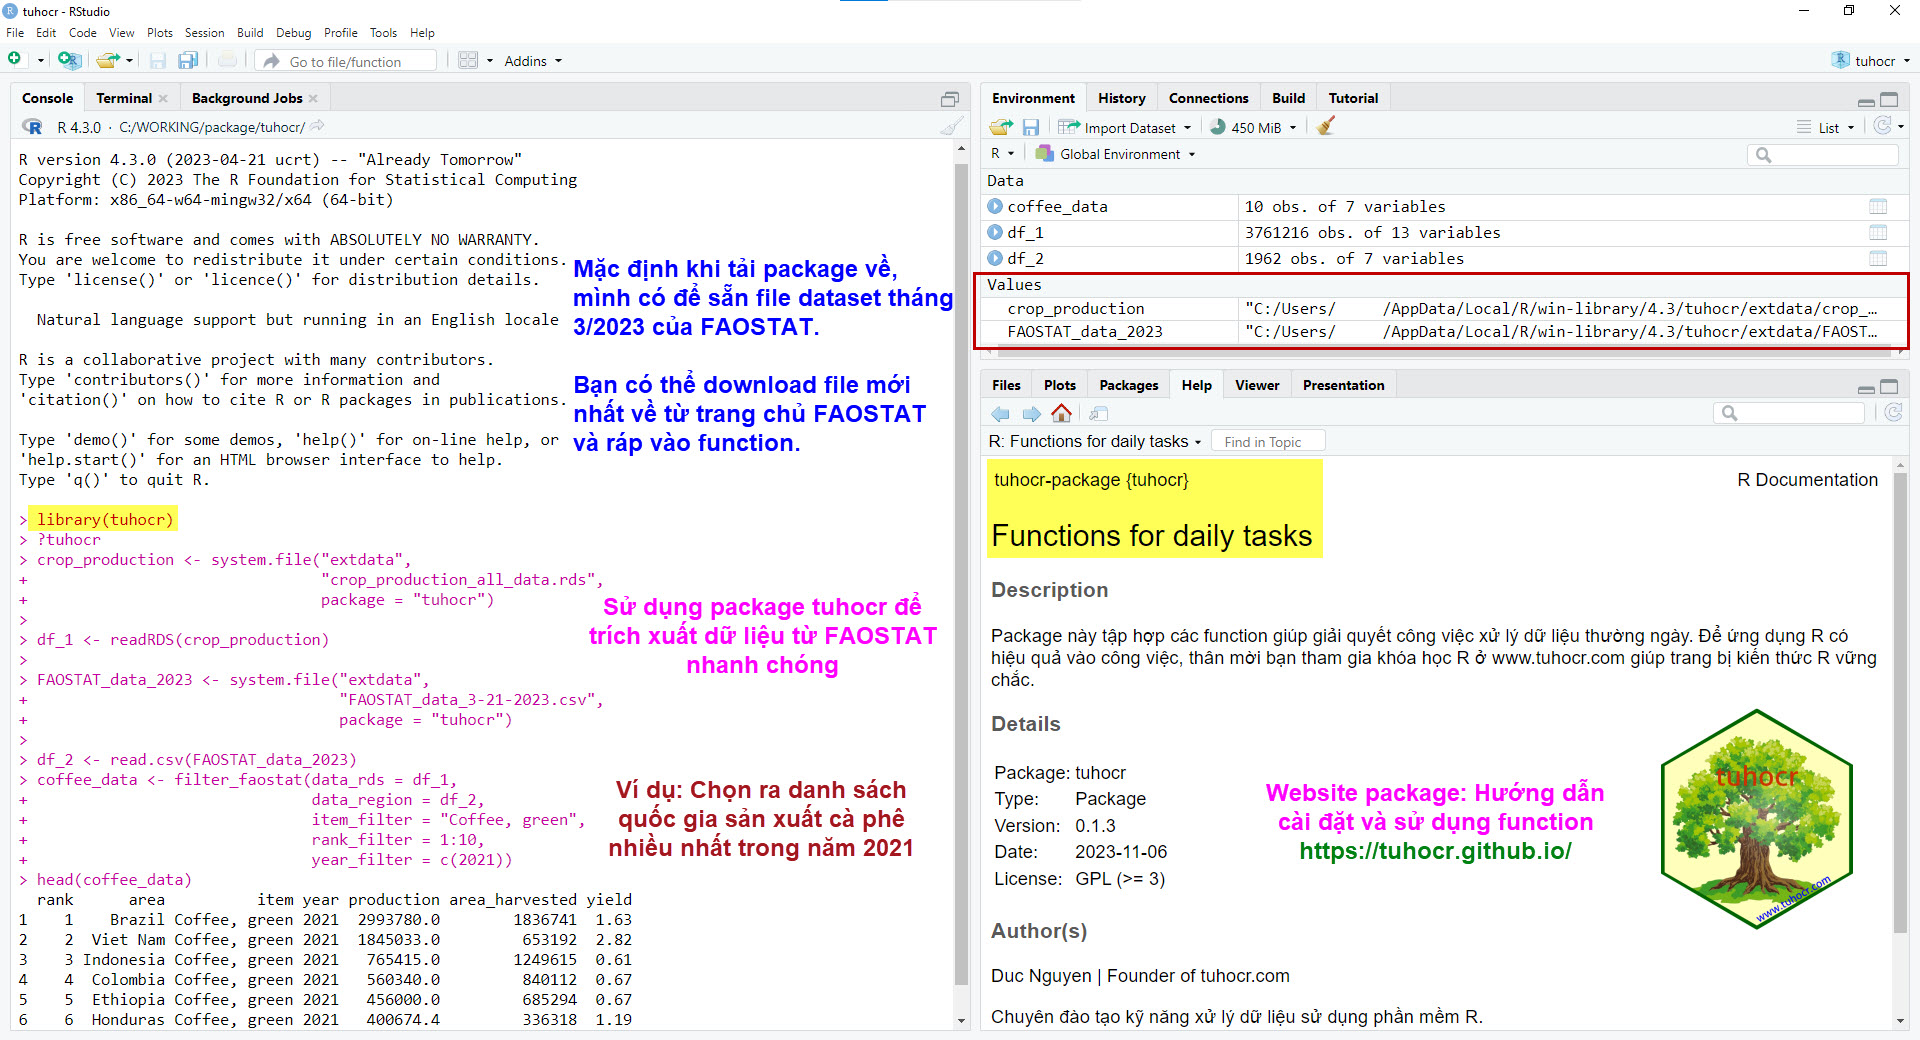 tuhocr - RStudio
File Edit Code View Plots Session Build Debug Profile Tools Help
Go to file/function Addins tuhocr
Console Terminal Background Jobs
R 4.3.0 · C:/WORKING/package/tuhocr/
R version 4.3.0 (2023-04-21 ucrt) -- "Already Tomorrow"
Copyright (C) 2023 The R Foundation for Statistical Computing
Platform: x86_64-w64-mingw32/x64 (64-bit)
R is free software and comes with ABSOLUTELY NO WARRANTY.
You are welcome to redistribute it under certain conditions.
Type 'license()' or 'licence()' for distribution details.
Natural language support but running in an English locale
R is a collaborative project with many contributors.
Type 'contributors()' for more information and
'citation()' on how to cite R or R packages in publications.
Type 'demo()' for some demos, 'help()' for on-line help, or
'help.start()' for an HTML browser interface to help.
Type 'q()' to quit R.
> library(tuhocr)
> ?tuhocr
> crop_production <- system.file("extdata",
+ "crop_production_all_data.rds",
+ package = "tuhocr")
>
> df_1 <- readRDS(crop_production)
>
> FAOSTAT_data_2023 <- system.file("extdata",
+ "FAOSTAT_data_3-21-2023.csv",
+ package = "tuhocr")
>
> df_2 <- read.csv(FAOSTAT_data_2023)
> coffee_data <- filter_faostat(data_rds = df_1,
+ data_region = df_2,
+ item_filter = "Coffee, green",
+ rank_filter = 1:10,
+ year_filter = c(2021))
> head(coffee_data)
rank area item year production area_harvested yield
1 1 Brazil Coffee, green 2021 2993780.0 1836741 1.63
2 2 Viet Nam Coffee, green 2021 1845033.0 653192 2.82
3 3 Indonesia Coffee, green 2021 765415.0 1249615 0.61
4 4 Colombia Coffee, green 2021 560340.0 840112 0.67
5 5 Ethiopia Coffee, green 2021 456000.0 685294 0.67
6 6 Honduras Coffee, green 2021 400674.4 336318 1.19
Mặc định khi tải package về,
mình có để sẵn file dataset tháng
3/2023 của FAOSTAT.
Bạn có thể download file mới
nhất về từ trang chủ FAOSTAT
và ráp vào function.
Sử dụng package tuhocr để
trích xuất dữ liệu từ FAOSTAT
nhanh chóng
Ví dụ: Chọn ra danh sách
quốc gia sản xuất cà phê
nhiều nhất trong năm 2021
Environment History Connections Build Tutorial
Import Dataset 450 MiB List
R Global Environment
Data
coffee_data 10 obs. of 7 variables
df_1 3761216 obs. of 13 variables
df_2 1962 obs. of 7 variables
Values
crop_production "C:/Users/ /AppData/Local/R/win-library/4.3/tuhocr/extdata/crop_…
FAOSTAT_data_2023 "C:/Users/ /AppData/Local/R/win-library/4.3/tuhocr/extdata/FAOST…
Files Plots Packages Help Viewer Presentation
R: Functions for daily tasks Find in Topic
tuhocr-package {tuhocr} R Documentation
Functions for daily tasks
Description
Package này tập hợp các function giúp giải quyết công việc xử lý dữ liệu thường ngày. Để ứng dụng R có
hiệu quả vào công việc, thân mời bạn tham gia khóa học R ở www.tuhocr.com giúp trang bị kiến thức R vững
chắc.
Details
Package: tuhocr
Type: Package
Version: 0.1.3
Date: 2023-11-06
License: GPL (>= 3)
Website package: Hướng dẫn
cài đặt và sử dụng function
https://tuhocr.github.io/
tuhocr
www.tuhocr.com
Author(s)
Duc Nguyen | Founder of tuhocr.com
Chuyên đào tạo kỹ năng xử lý dữ liệu sử dụng phần mềm R.